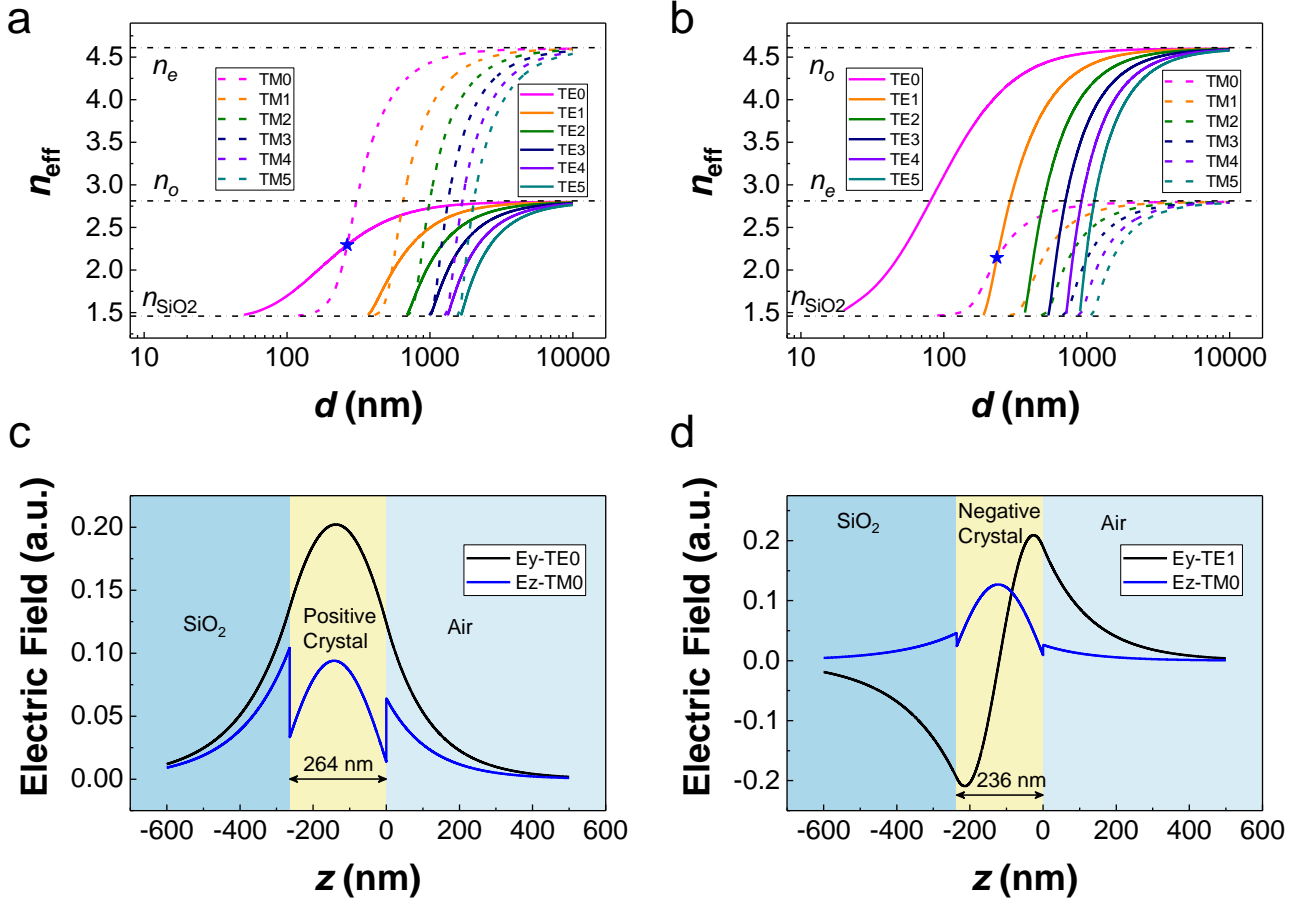 a
4.5
4.0
3.5
3.0
2.5
2.0
1.5
n_eff
n_e
n_o
n_SiO2
TM0
TM1
TM2
TM3
TM4
TM5
TE0
TE1
TE2
TE3
TE4
TE5
10 100 1000 10000
d (nm)
b
4.5
4.0
3.5
3.0
2.5
2.0
1.5
n_eff
n_o
n_e
n_SiO2
TE0
TE1
TE2
TE3
TE4
TE5
TM0
TM1
TM2
TM3
TM4
TM5
10 100 1000 10000
d (nm)
c
Electric Field (a.u.)
0.20
0.15
0.10
0.05
0.00
Ey-TE0
Ez-TM0
SiO2
Positive
Crystal
Air
264 nm
-600 -400 -200 0 200 400 600
z (nm)
d
Electric Field (a.u.)
0.2
0.1
0.0
-0.1
-0.2
SiO2
Negative
Crystal
Air
Ey-TE1
Ez-TM0
236 nm
-600 -400 -200 0 200 400 600
z (nm)